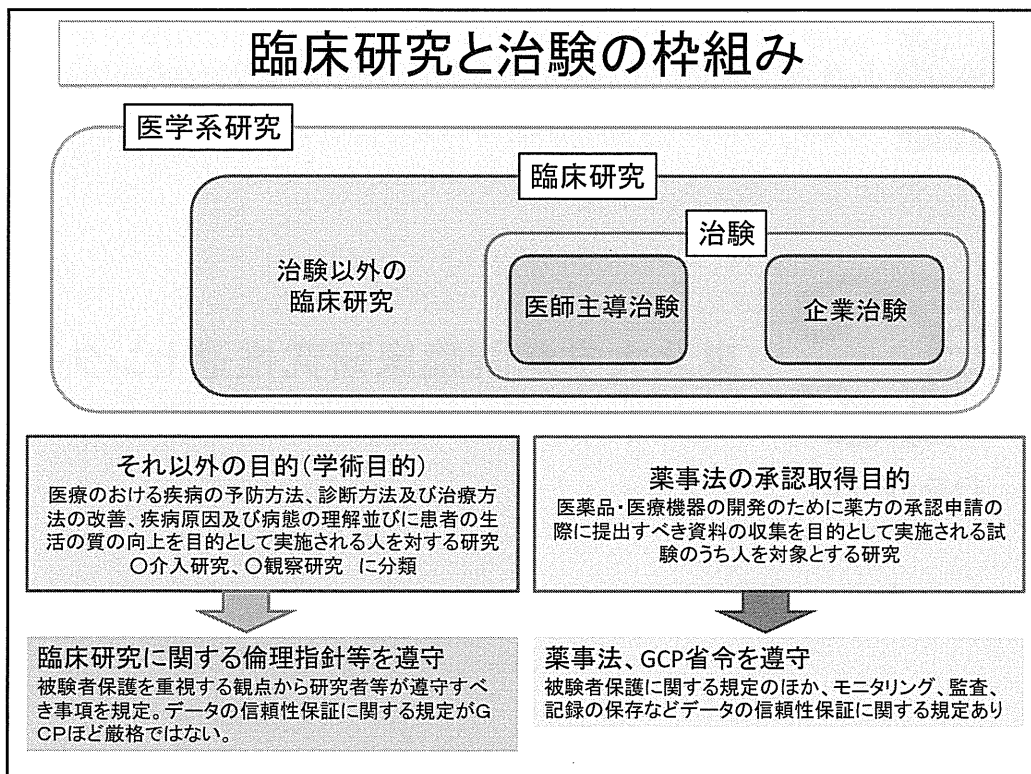 臨床研究と治験の枠組み
医学系研究
臨床研究
治験
治験以外の
臨床研究
医師主導治験
企業治験
それ以外の目的(学術目的)
医療のおける疾病の予防方法、診断方法及び治療方
法の改善、疾病原因及び病態の理解並びに患者の生
活の質の向上を目的として実施される人を対する研究
〇介入研究、〇観察研究 に分類
薬事法の承認取得目的
医薬品・医療機器の開発のために薬方の承認申請の
際に提出すべき資料の収集を目的として実施される試
験のうち人を対象とする研究
臨床研究に関する倫理指針等を遵守
被験者保護を重視する観点から研究者等が遵守すべ
き事項を規定。データの信頼性保証に関する規定がG
CPほど厳格ではない。
薬事法、GCP省令を遵守
被験者保護に関する規定のほか、モニタリング、監査、
記録の保存などデータの信頼性保証に関する規定あり